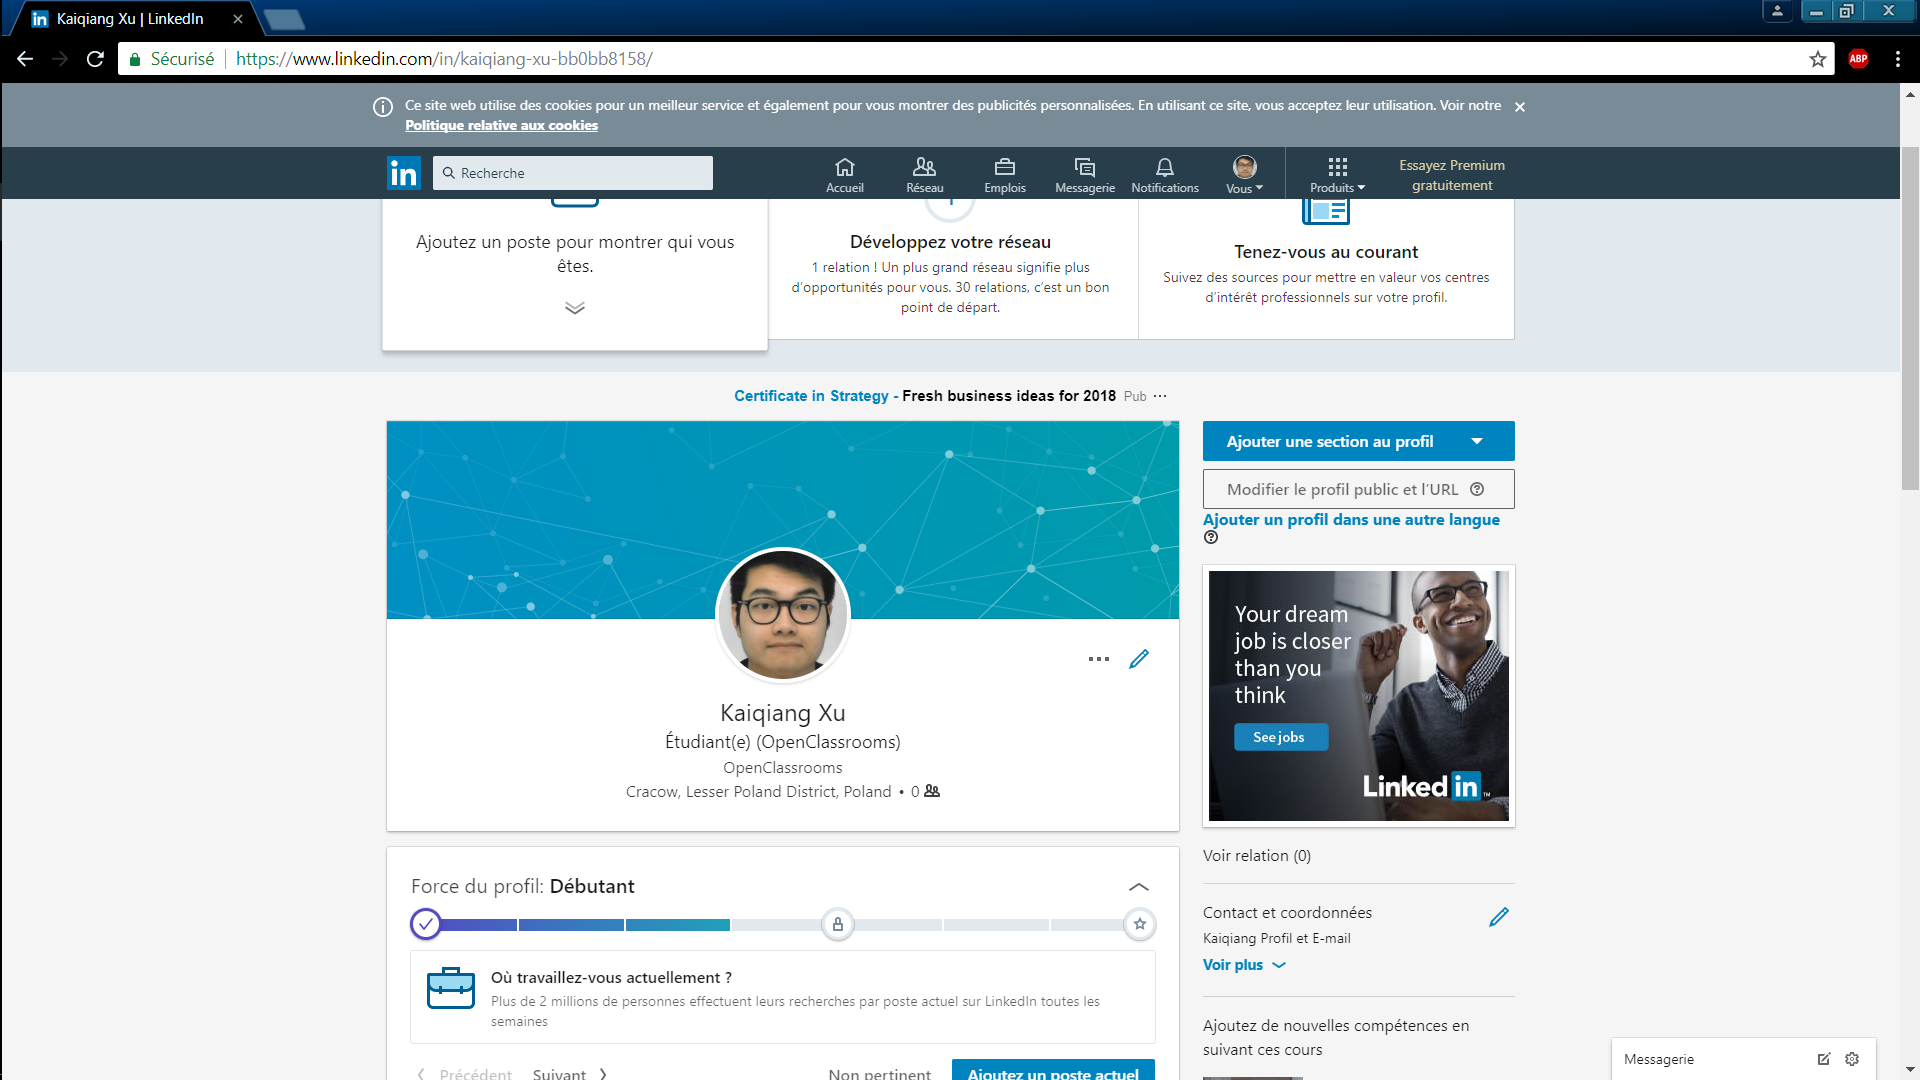 Kaiqiang Xu | LinkedIn
Sécurisé
https://www.linkedin.com/in/kaiqiang-xu-bb0bb8158/
ABP
Ce site web utilise des cookies pour un meilleur service et également pour vous montrer des publicités personnalisées. En utilisant ce site, vous acceptez leur utilisation. Voir notre
Politique relative aux cookies
in
Recherche
Accueil
Réseau
Emplois
Messagerie
Notifications
Vous
Produits
Essayez Premium
gratuitement
Ajoutez un poste pour montrer qui vous
êtes.
Développez votre réseau
1 relation ! Un plus grand réseau signifie plus
d’opportunités pour vous. 30 relations, c’est un bon
point de départ.
Tenez-vous au courant
Suivez des sources pour mettre en valeur vos centres
d’intérêt professionnels sur votre profil.
Certificate in Strategy - Fresh business ideas for 2018 Pub ···
Ajouter une section au profil
Modifier le profil public et l’URL
Ajouter un profil dans une autre langue
Your dream
job is closer
than you
think
See jobs
Linked in ™
Kaiqiang Xu
Étudiant(e) (OpenClassrooms)
OpenClassrooms
Cracow, Lesser Poland District, Poland • 0
Voir relation (0)
Force du profil: Débutant
Où travaillez-vous actuellement ?
Plus de 2 millions de personnes effectuent leurs recherches par poste actuel sur LinkedIn toutes les
semaines
Précédent
Suivant
Non pertinent
Ajoutez un poste actuel
Contact et coordonnées
Kaiqiang Profil et E-mail
Voir plus
Ajoutez de nouvelles compétences en
suivant ces cours
Messagerie